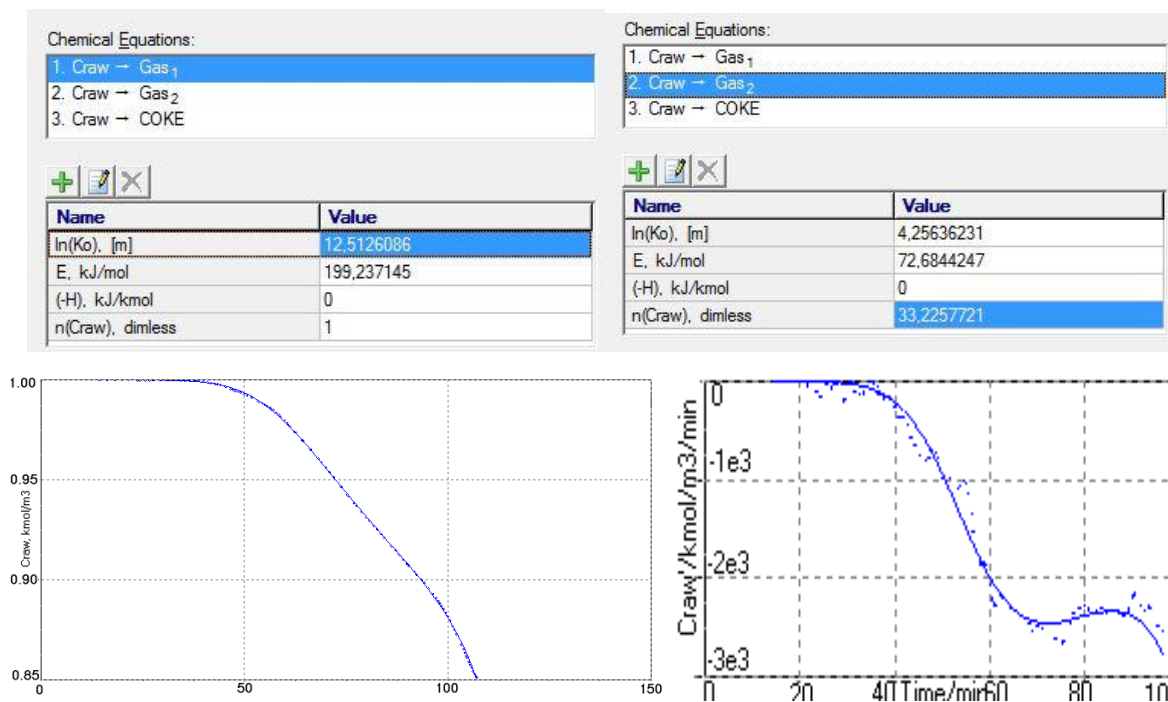 Chemical Equations:
1. Craw → Gas1
2. Craw → Gas2
3. Craw → COKE
Name Value
ln(Ko), [m] 12,5126086
E, kJ/mol 199,237145
(-H), kJ/kmol 0
n(Craw), dimless 1
Chemical Equations:
1. Craw → Gas1
2. Craw → Gas2
3. Craw → COKE
Name Value
ln(Ko), [m] 4,25636231
E, kJ/mol 72,6844247
(-H), kJ/kmol 0
n(Craw), dimless 33,2257721
1.00
0.95
0.90
0.85
Craw, kmol/m3
0 50 100 150
0
-1e3
-2e3
-3e3
Craw'/kmol/m3/min
0 20 40 Time/min 60 80 10